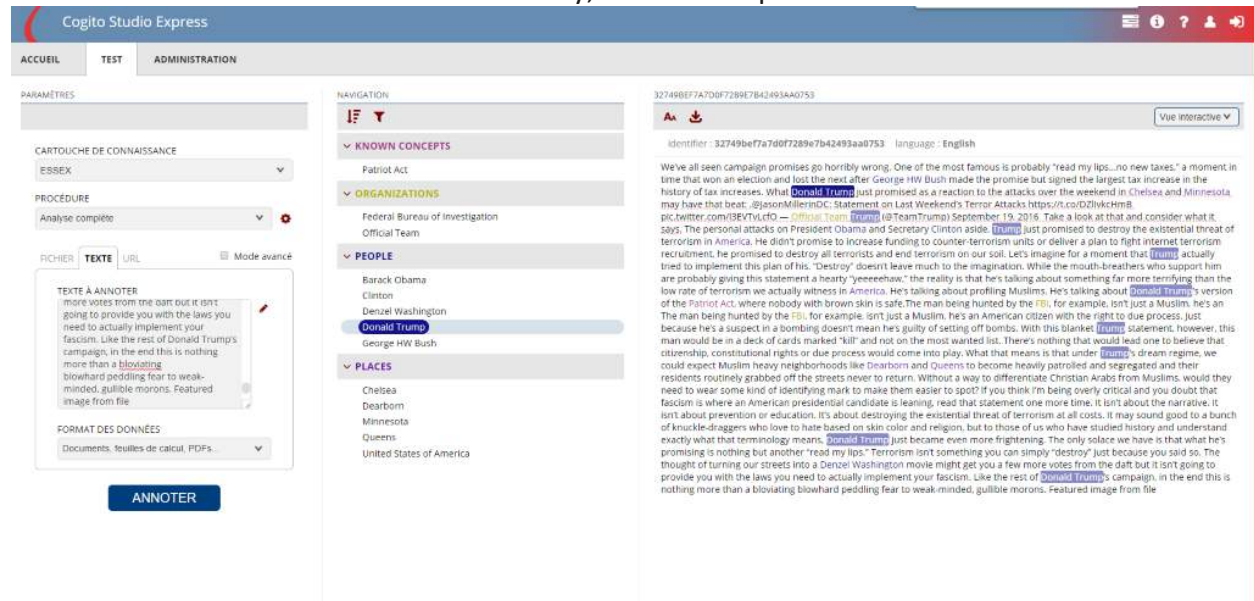 Cogito Studio Express
ACCUEIL TEST ADMINISTRATION
PARAMÈTRES
CARTOUCHE DE CONNAISSANCE
ESSEX
PROCÉDURE
Analyse complète
FICHIER TEXTE URL Mode avancé
TEXTE À ANNOTER
more votes from the daft but it isn't
going to provide you with the laws you
need to actually implement your
fascism. Like the rest of Donald Trump's
campaign, in the end this is nothing
more than a bloviating
blowhard peddling fear to weak-
minded, gullible morons. Featured
image from file
FORMAT DES DONNÉES
Documents, feuilles de calcul, PDFs...
ANNOTER
NAVIGATION
KNOWN CONCEPTS
Patriot Act
ORGANIZATIONS
Federal Bureau of Investigation
Official Team
PEOPLE
Barack Obama
Clinton
Denzel Washington
Donald Trump
George HW Bush
PLACES
Chelsea
Dearborn
Minnesota
Queens
United States of America
32749BEF7A7D0F7289E7B42493AA0753
Vue interactive
identifier : 32749bef7a7d0f7289e7b42493aa0753 language : English
We've all seen campaign promises go horribly wrong. One of the most famous is probably "read my lips...no new taxes." a moment in
time that won an election and lost the next after George HW Bush made the promise but signed the largest tax increase in the
history of tax increases. What Donald Trump just promised as a reaction to the attacks over the weekend in Chelsea and Minnesota
may have that beat: .@JasonMillerinDC: Statement on Last Weekend's Terror Attacks https://t.co/DZlIvkcHmB
pic.twitter.com/I3EVTvLcfO — Official Team Trump (@TeamTrump) September 19, 2016 Take a look at that and consider what it
says. The personal attacks on President Obama and Secretary Clinton aside, Trump just promised to destroy the existential threat of
terrorism in America. He didn't promise to increase funding to counter-terrorism units or deliver a plan to fight internet terrorism
recruitment, he promised to destroy all terrorists and end terrorism on our soil. Let's imagine for a moment that Trump actually
tried to implement this plan of his. "Destroy" doesn't leave much to the imagination. While the mouth-breathers who support him
are probably giving this statement a hearty "yeeeeehaw," the reality is that he's talking about something far more terrifying than the
low rate of terrorism we actually witness in America. He's talking about profiling Muslims. He's talking about Donald Trump's version
of the Patriot Act, where nobody with brown skin is safe.The man being hunted by the FBI, for example, isn't just a Muslim, he's an
The man being hunted by the FBI, for example, isn't just a Muslim, he's an American citizen with the right to due process. Just
because he's a suspect in a bombing doesn't mean he's guilty of setting off bombs. With this blanket Trump statement, however, this
man would be in a deck of cards marked "kill" and not on the most wanted list. There's nothing that would lead one to believe that
citizenship, constitutional rights or due process would come into play. What that means is that under Trump's dream regime, we
could expect Muslim heavy neighborhoods like Dearborn and Queens to become heavily patrolled and segregated and their
residents routinely grabbed off the streets never to return. Without a way to differentiate Christian Arabs from Muslims, would they
need to wear some kind of identifying mark to make them easier to spot? If you think I'm being overly critical and you doubt that
fascism is where an American presidential candidate is leaning, read that statement one more time. It isn't about the narrative. It
isn't about prevention or education. It's about destroying the existential threat of terrorism at all costs. It may sound good to a bunch
of knuckle-draggers who love to hate based on skin color and religion, but to those of us who have studied history and understand
exactly what that terminology means, Donald Trump just became even more frightening. The only solace we have is that what he's
promising is nothing but another "read my lips." Terrorism isn't something you can simply "destroy" just because you said so. The
thought of turning our streets into a Denzel Washington movie might get you a few more votes from the daft but it isn't going to
provide you with the laws you need to actually implement your fascism. Like the rest of Donald Trump's campaign, in the end this is
nothing more than a bloviating blowhard peddling fear to weak-minded, gullible morons. Featured image from file